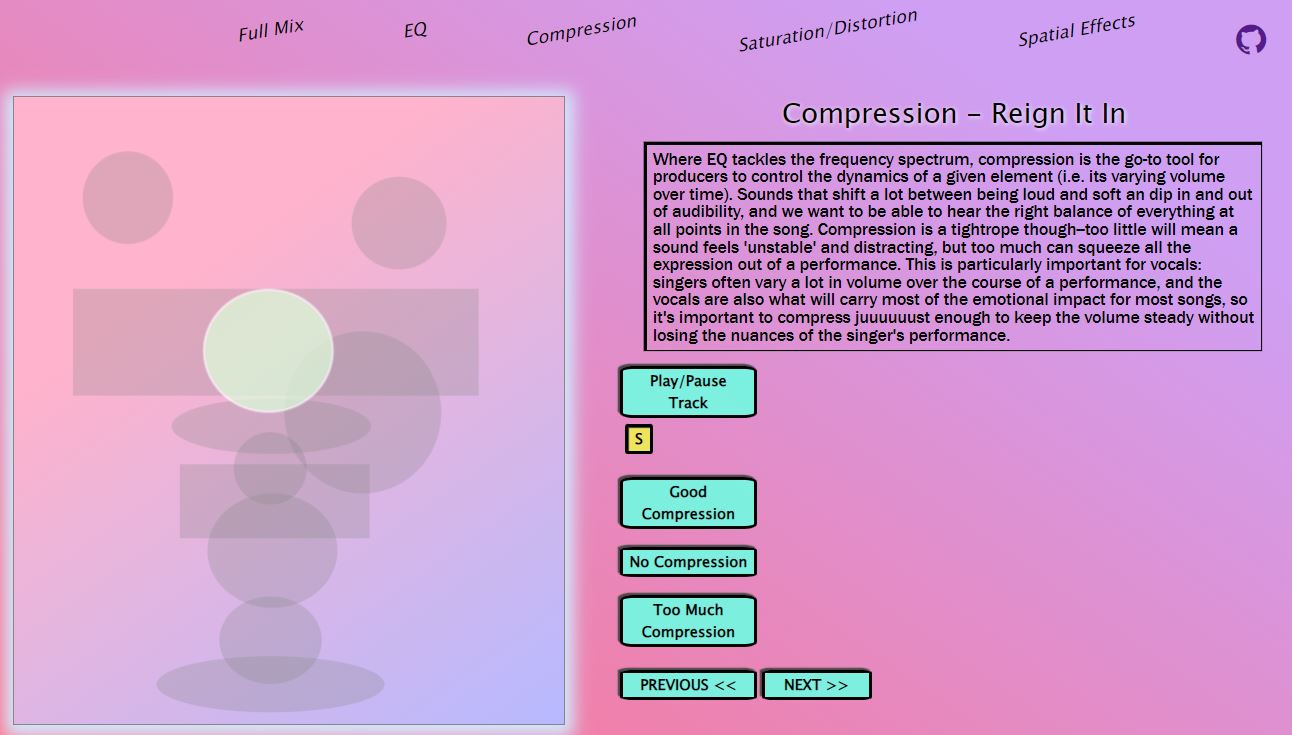 Full Mix
EQ
Compression
Saturation/Distortion
Spatial Effects
Compression – Reign It In
Where EQ tackles the frequency spectrum, compression is the go-to tool for
producers to control the dynamics of a given element (i.e. its varying volume
over time). Sounds that shift a lot between being loud and soft an dip in and out
of audibility, and we want to be able to hear the right balance of everything at
all points in the song. Compression is a tightrope though–too little will mean a
sound feels 'unstable' and distracting, but too much can squeeze all the
expression out of a performance. This is particularly important for vocals:
singers often vary a lot in volume over the course of a performance, and the
vocals are also what will carry most of the emotional impact for most songs, so
it's important to compress juuuuuust enough to keep the volume steady without
losing the nuances of the singer's performance.
Play/Pause
Track
S
Good
Compression
No Compression
Too Much
Compression
PREVIOUS <<
NEXT >>